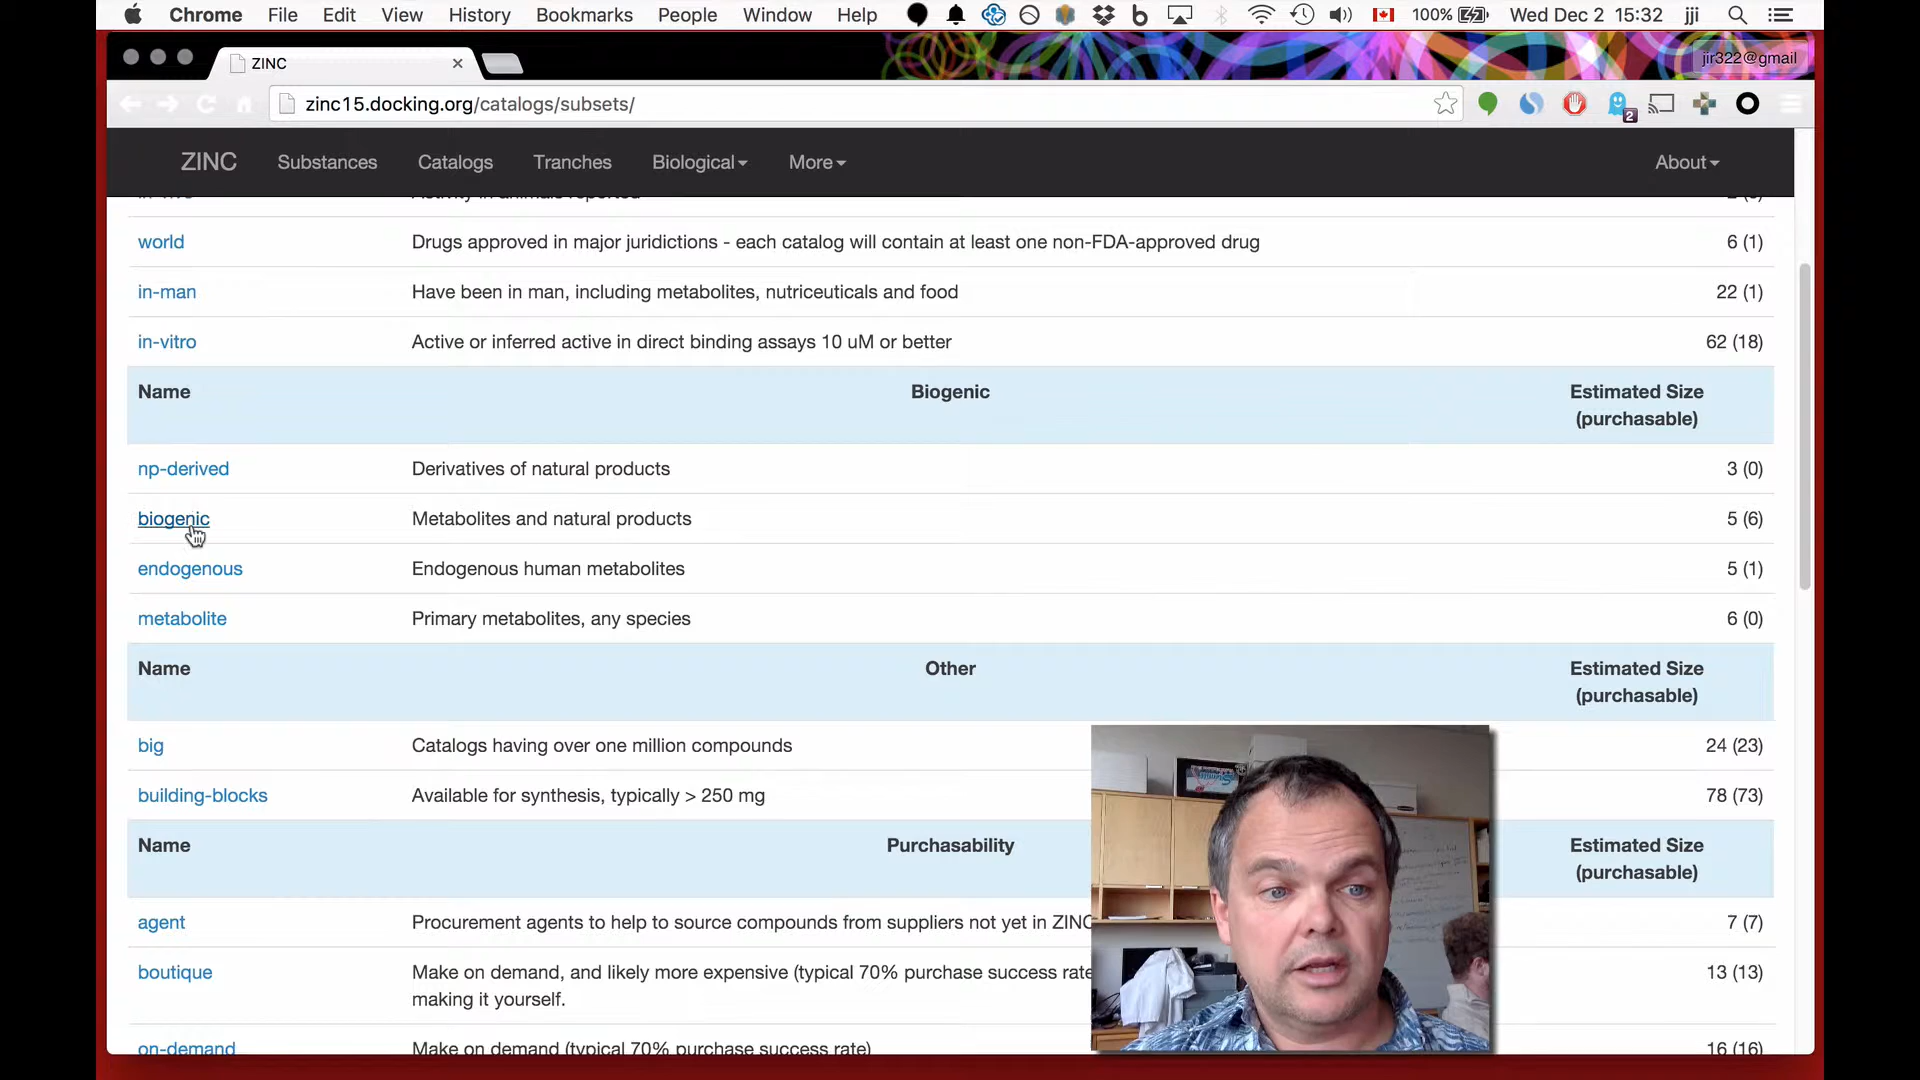 Chrome File Edit View History Bookmarks People Window Help 100% Wed Dec 2 15:32 jji
ZINC
jir322@gmail
zinc15.docking.org/catalogs/subsets/
2
ZINC Substances Catalogs Tranches Biological More About
in-vivo Activity in animals reported
world Drugs approved in major juridictions - each catalog will contain at least one non-FDA-approved drug 6 (1)
in-man Have been in man, including metabolites, nutriceuticals and food 22 (1)
in-vitro Active or inferred active in direct binding assays 10 uM or better 62 (18)
Name Biogenic Estimated Size
(purchasable)
np-derived Derivatives of natural products 3 (0)
biogenic Metabolites and natural products 5 (6)
endogenous Endogenous human metabolites 5 (1)
metabolite Primary metabolites, any species 6 (0)
Name Other Estimated Size
(purchasable)
big Catalogs having over one million compounds 24 (23)
building-blocks Available for synthesis, typically > 250 mg 78 (73)
Name Purchasability Estimated Size
(purchasable)
agent Procurement agents to help to source compounds from suppliers not yet in ZINC 7 (7)
boutique Make on demand, and likely more expensive (typical 70% purchase success rate 13 (13)
making it yourself.
on-demand Make on demand (typical 70% purchase success rate) 16 (16)